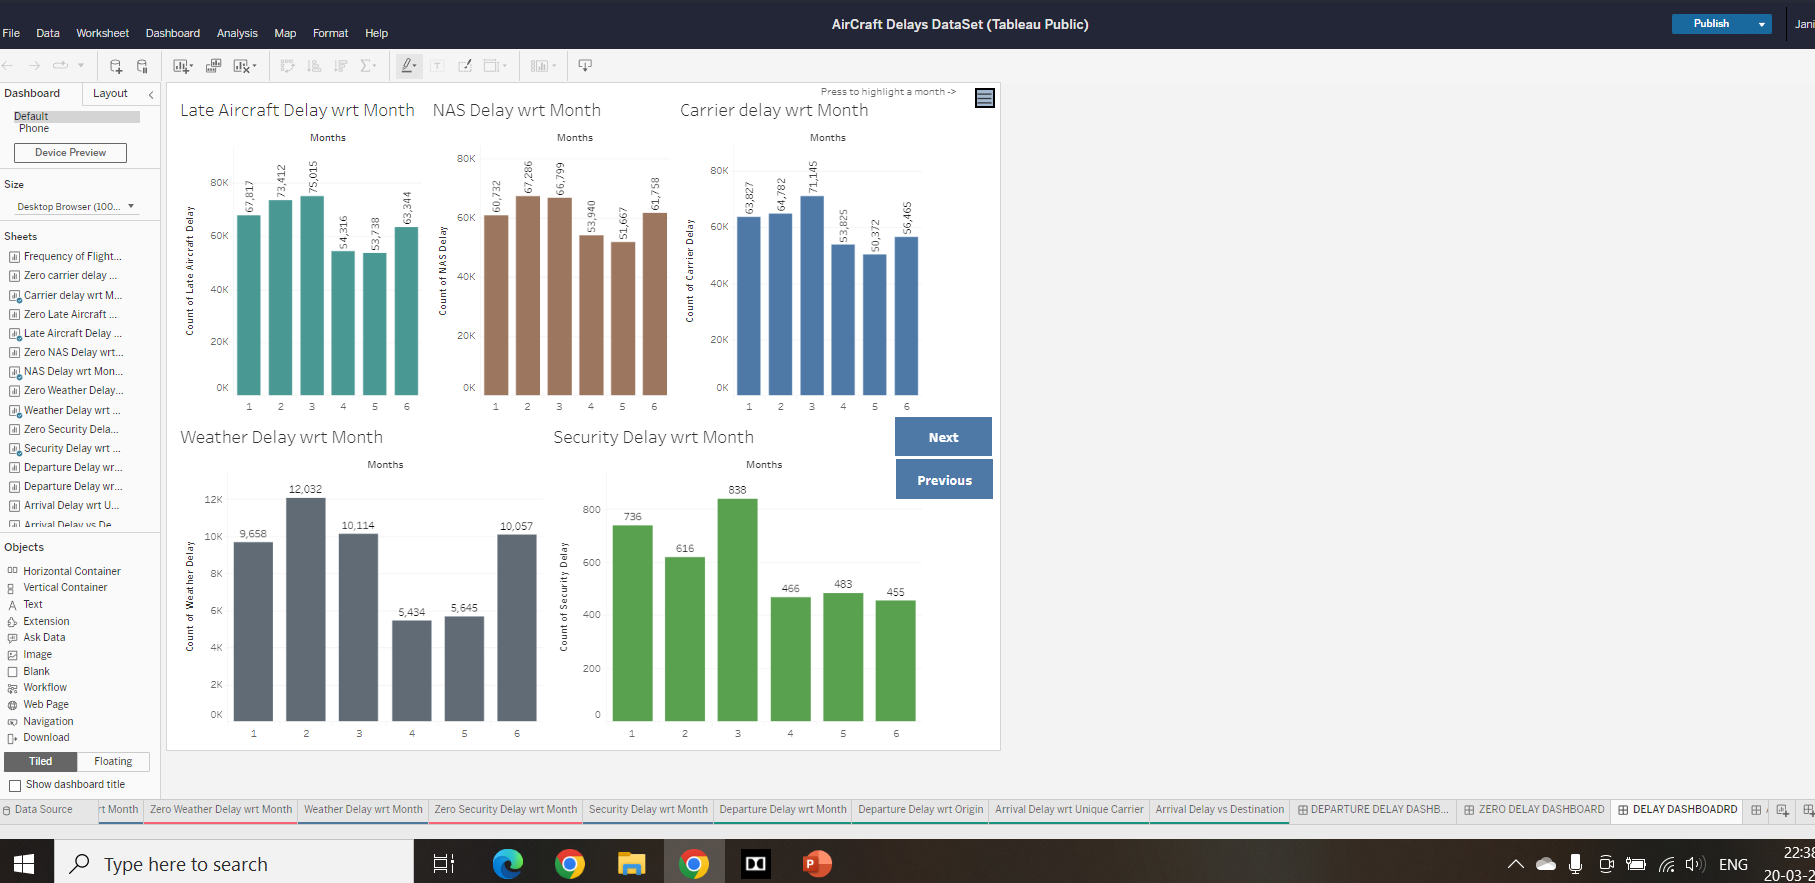 AirCraft Delays DataSet (Tableau Public)
Publish
Jani
File Data Worksheet Dashboard Analysis Map Format Help
Dashboard Layout
Default
Phone
Device Preview
Size
Desktop Browser (100...
Sheets
Frequency of Flight...
Zero carrier delay ...
Carrier delay wrt M...
Zero Late Aircraft ...
Late Aircraft Delay ...
Zero NAS Delay wrt...
NAS Delay wrt Mon...
Zero Weather Delay...
Weather Delay wrt ...
Zero Security Dela...
Security Delay wrt ...
Departure Delay wr...
Departure Delay wr...
Arrival Delay wrt U...
Arrival Delay vs De
Objects
Horizontal Container
Vertical Container
Text
Extension
Ask Data
Image
Blank
Workflow
Web Page
Navigation
Download
Tiled Floating
Show dashboard title
Press to highlight a month ->
Late Aircraft Delay wrt Month
Months
Count of Late Aircraft Delay
80K
60K
40K
20K
0K
67,817 73,412 75,015 54,316 53,738 63,344
1 2 3 4 5 6
NAS Delay wrt Month
Months
Count of NAS Delay
80K
60K
40K
20K
0K
60,732 67,286 66,799 53,940 51,667 61,758
1 2 3 4 5 6
Carrier delay wrt Month
Months
Count of Carrier Delay
80K
60K
40K
20K
0K
63,827 64,782 71,145 53,825 50,372 56,465
1 2 3 4 5 6
Weather Delay wrt Month
Months
Count of Weather Delay
12K
10K
8K
6K
4K
2K
0K
9,658 12,032 10,114 5,434 5,645 10,057
1 2 3 4 5 6
Security Delay wrt Month
Months
Count of Security Delay
800
600
400
200
0
736 616 838 466 483 455
1 2 3 4 5 6
Next
Previous
Data Source rt Month Zero Weather Delay wrt Month Weather Delay wrt Month Zero Security Delay wrt Month Security Delay wrt Month Departure Delay wrt Month Departure Delay wrt Origin Arrival Delay wrt Unique Carrier Arrival Delay vs Destination DEPARTURE DELAY DASHB... ZERO DELAY DASHBOARD DELAY DASHBOADRD
Type here to search
P
ENG
22:38
20-03-2